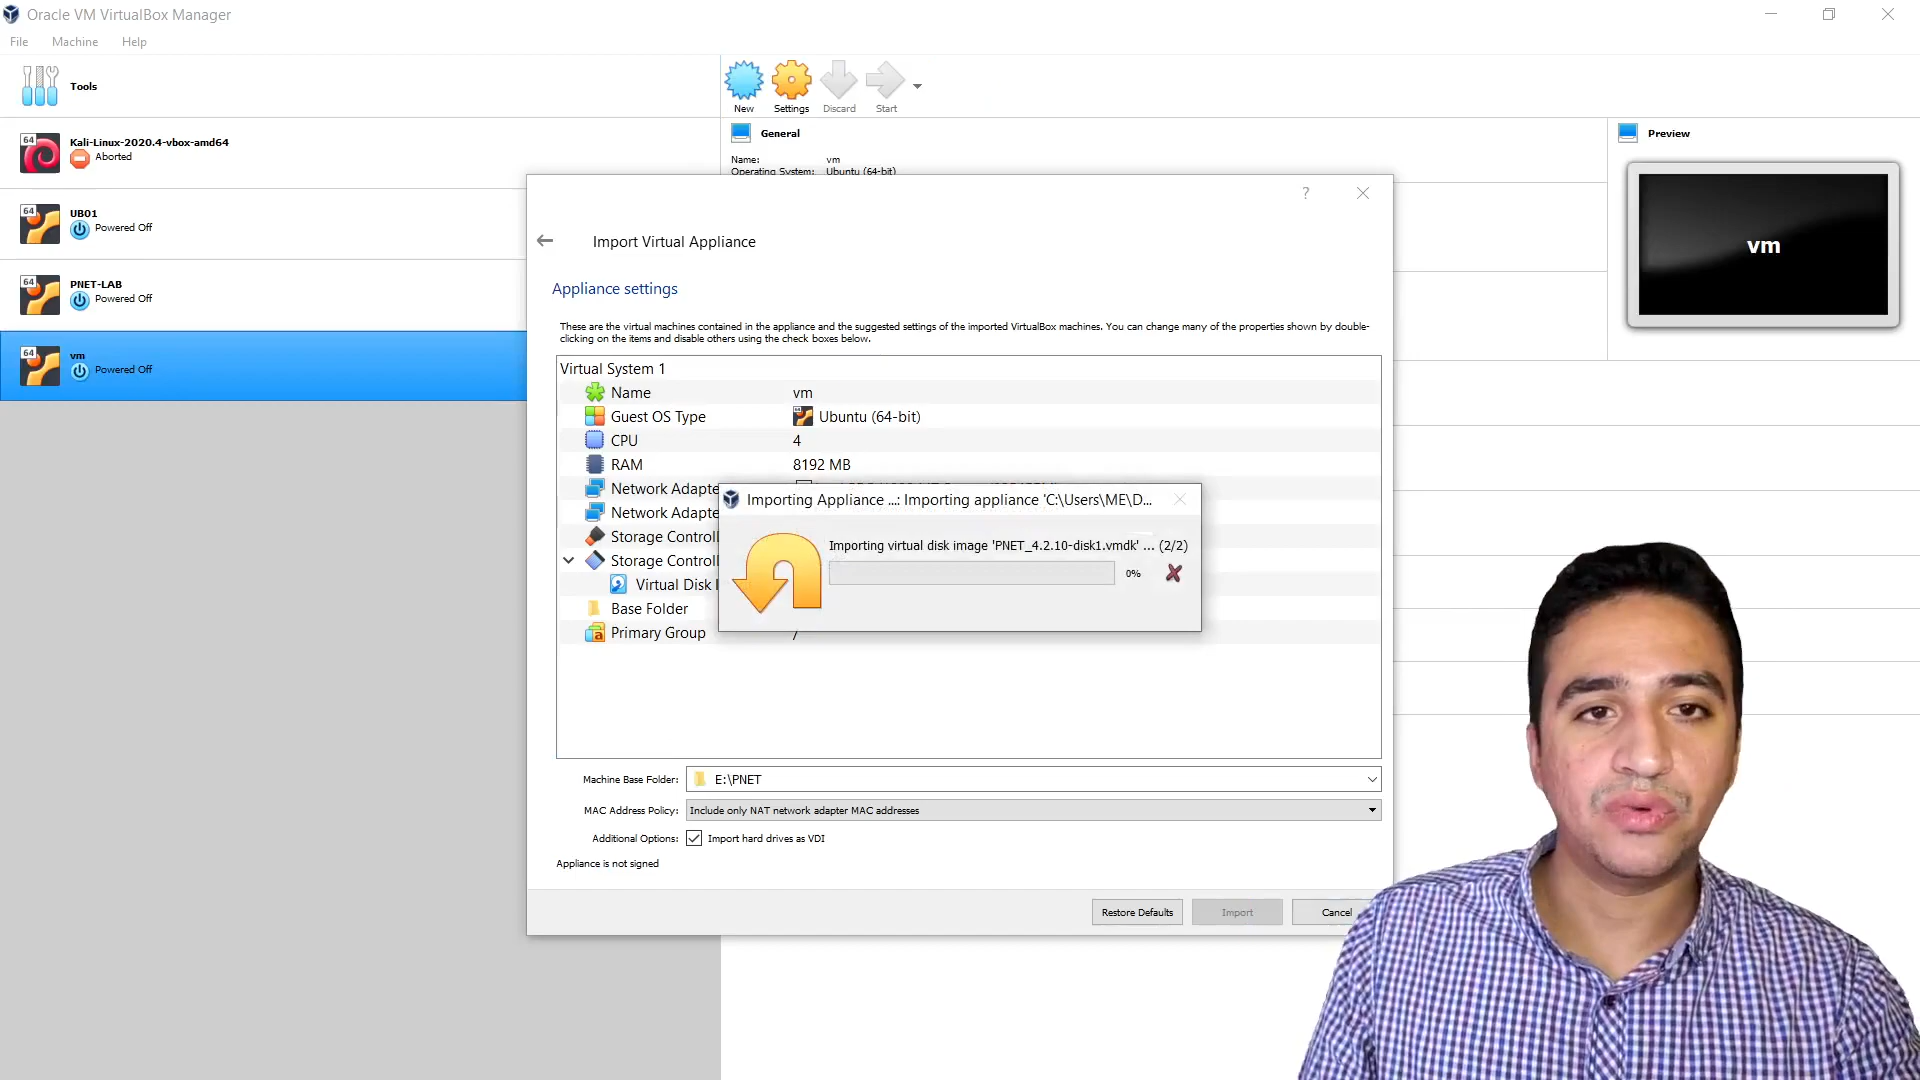 Oracle VM VirtualBox Manager
File Machine Help
Tools
New Settings Discard Start
64 Kali-Linux-2020.4-vbox-amd64
Aborted
64 UB01
Powered Off
64 PNET-LAB
Powered Off
64 vm
Powered Off
General
Name: vm
Operating System: Ubuntu (64-bit)
Preview
vm
?
Import Virtual Appliance
Appliance settings
These are the virtual machines contained in the appliance and the suggested settings of the imported VirtualBox machines. You can change many of the properties shown by double-
clicking on the items and disable others using the check boxes below.
Virtual System 1
Name vm
Guest OS Type Ubuntu (64-bit)
CPU 4
RAM 8192 MB
Network Adapte
Network Adapte
Storage Controll
Storage Controll
Virtual Disk I
Base Folder
Primary Group /
Importing Appliance ...: Importing appliance 'C:\Users\ME\D...
Importing virtual disk image 'PNET_4.2.10-disk1.vmdk' ... (2/2)
0%
Machine Base Folder: E:\PNET
MAC Address Policy: Include only NAT network adapter MAC addresses
Additional Options: Import hard drives as VDI
Appliance is not signed
Restore Defaults Import Cancel